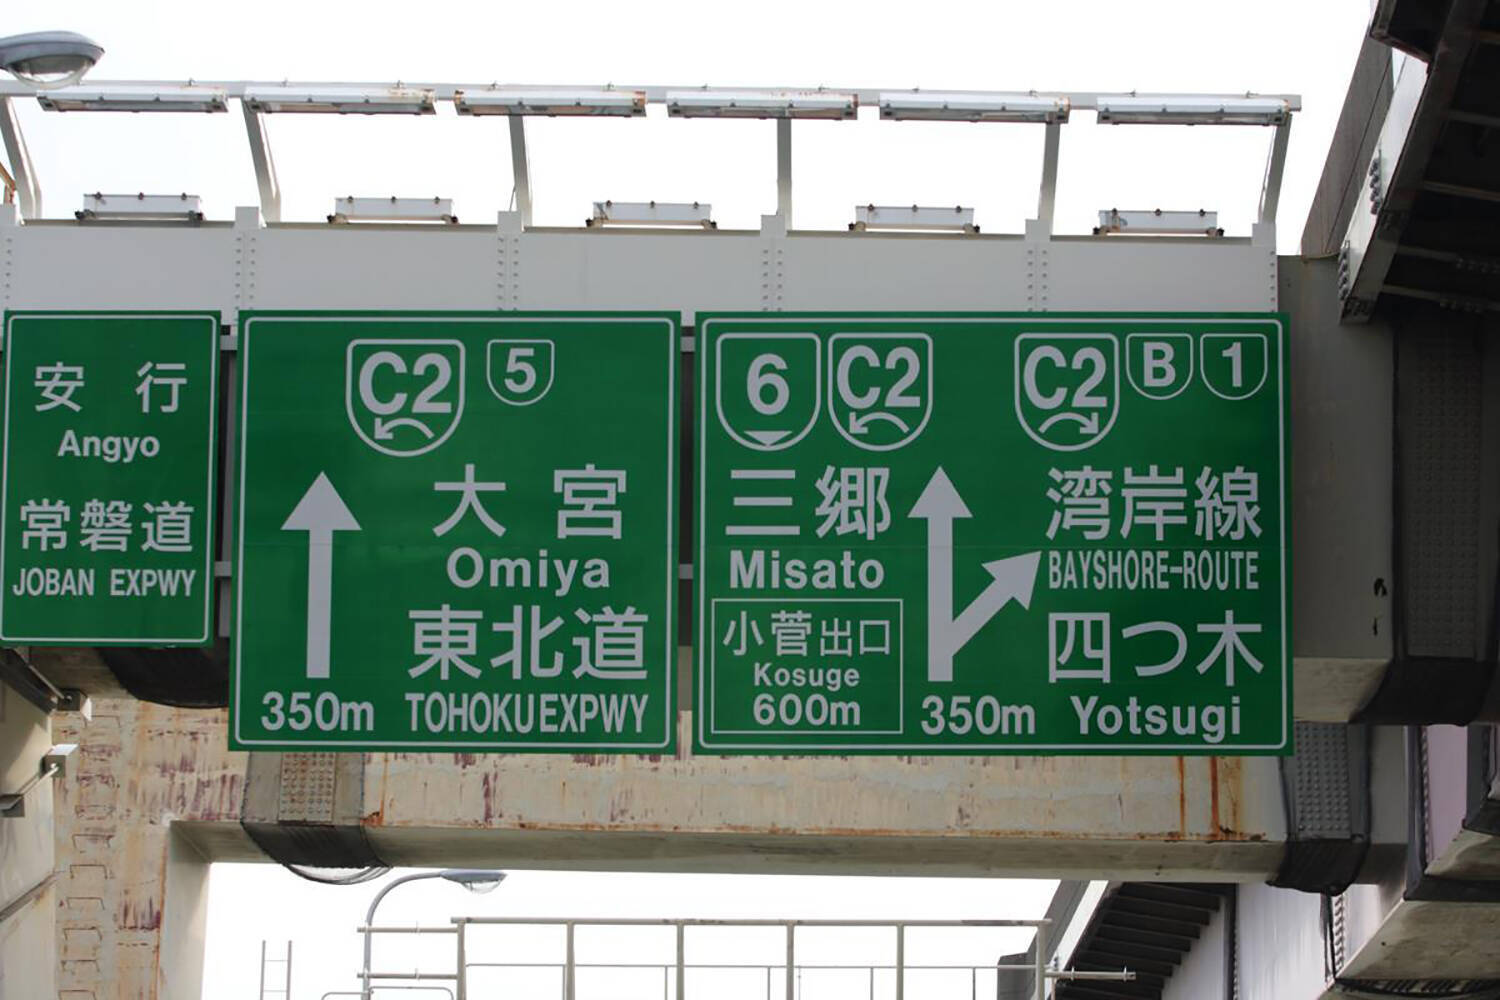 安 行
Angyo
常磐道
JOBAN EXPWY
C2 5
大宮
Omiya
東北道
350m TOHOKU EXPWY
6 C2
三郷
Misato
小菅出口
Kosuge
600m
C2 B 1
湾岸線
BAYSHORE-ROUTE
四つ木
350m Yotsugi